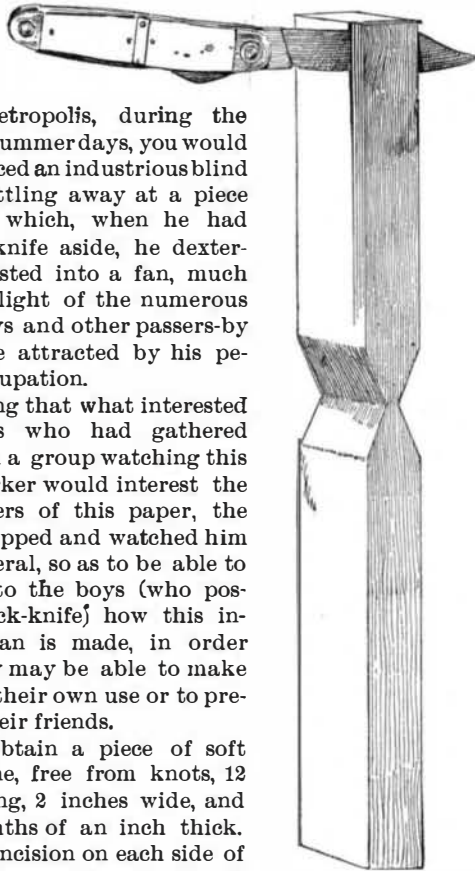 etropolis, during the
ummer days, you would
ced an industrious blind
ttling away at a piece
which, when he had
knife aside, he dexter-
sted into a fan, much
light of the numerous
ys and other passers-by
e attracted by his pe-
upation.
ng that what interested
s who had gathered
a group watching this
rker would interest the
ers of this paper, the
pped and watched him
eral, so as to be able to
to the boys (who pos-
ck-knife) how this in-
an is made, in order
y may be able to make
their own use or to pre-
eir friends.
btain a piece of soft
ne, free from knots, 12
ng, 2 inches wide, and
nths of an inch thick.
ncision on each side of